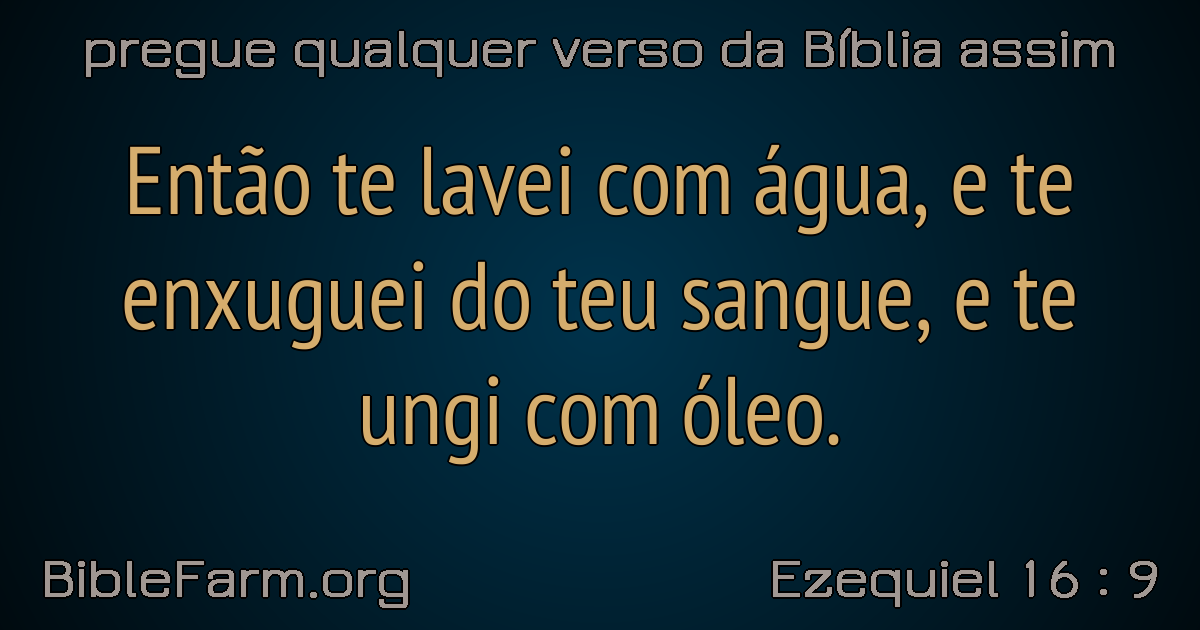 pregue qualquer verso da Bíblia assim
Então te lavei com água, e te
enxuguei do teu sangue, e te
ungi com óleo.
BibleFarm.org
Ezequiel 16 : 9